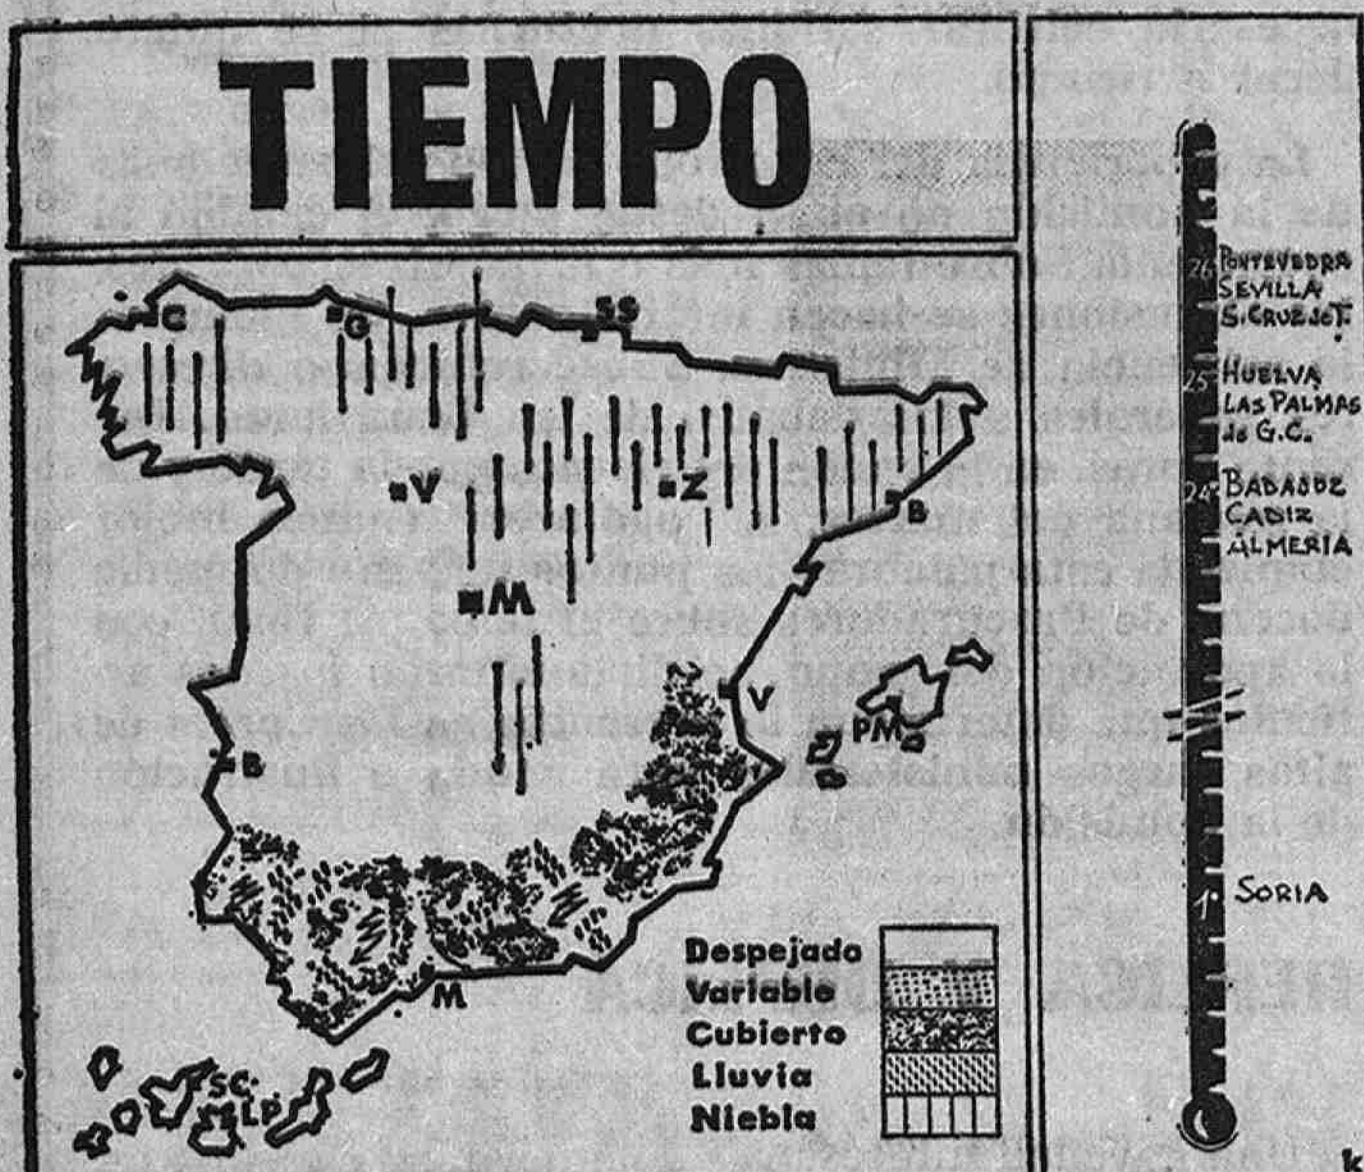 TIEMPO
C
G
SS
V
Z
B
M
V
PM
B
S
M
SC
LP
Despejado
Variable
Cubierto
Lluvia
Niebla
26 PONTEVEDRA
SEVILLA
S. CRUZ de T.
25 HUELVA
LAS PALMAS
de G.C.
24 BADAJOZ
CADIZ
ALMERIA
1 SORIA